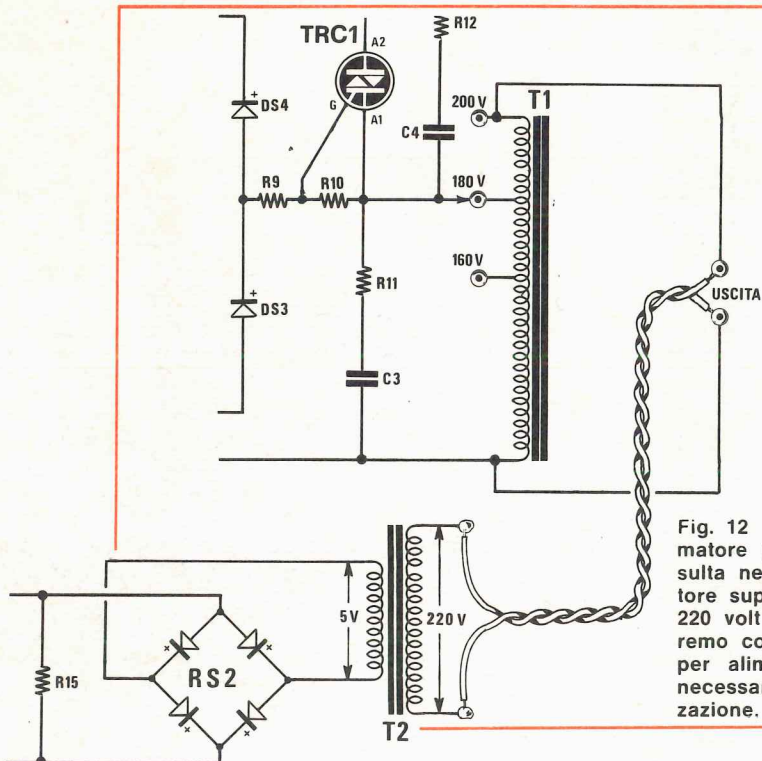 R12
TRC1
A2
G
A1
+
DS4
C4
200 V
T1
R9
R10
180 V
160 V
USCITA
R11
+
DS3
C3
Fig. 12
matore
sulta ne
tore sup
220 volt
remo co
per alim
necessar
zazione.
5V
220 V
R15
+
+
RS2
+
+
T2